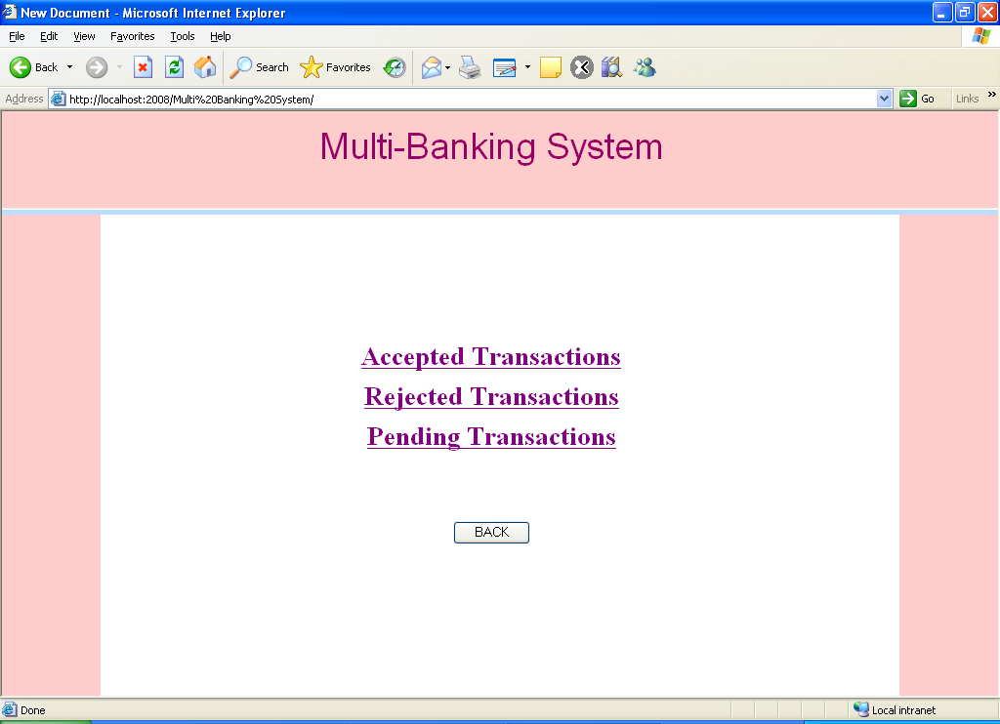 New Document - Microsoft Internet Explorer
File Edit View Favorites Tools Help
Back Search Favorites
Address http://localhost:2008/Multi%20Banking%20System/ Go Links »
Multi-Banking System
Accepted Transactions
Rejected Transactions
Pending Transactions
BACK
Done Local intranet